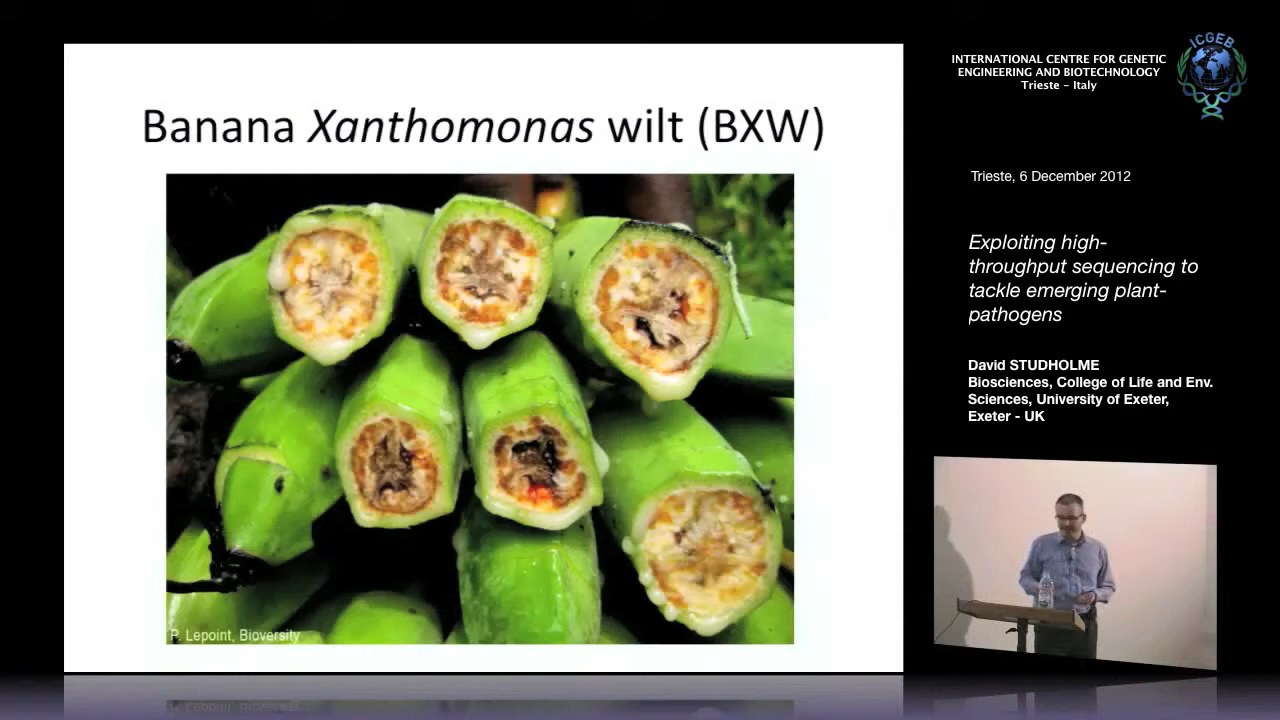 Banana Xanthomonas wilt (BXW)
P. Lepoint, Bioversity
ICGEB
INTERNATIONAL CENTRE FOR GENETIC
ENGINEERING AND BIOTECHNOLOGY
Trieste - Italy
Trieste, 6 December 2012
Exploiting high-
throughput sequencing to
tackle emerging plant-
pathogens
David STUDHOLME
Biosciences, College of Life and Env.
Sciences, University of Exeter,
Exeter - UK